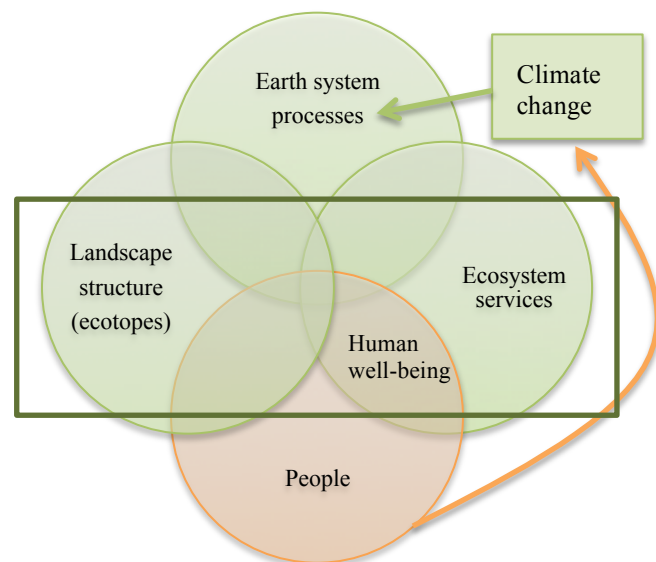 Earth system
processes
Climate
change
Landscape
structure
(ecotopes)
Ecosystem
services
Human
well-being
People